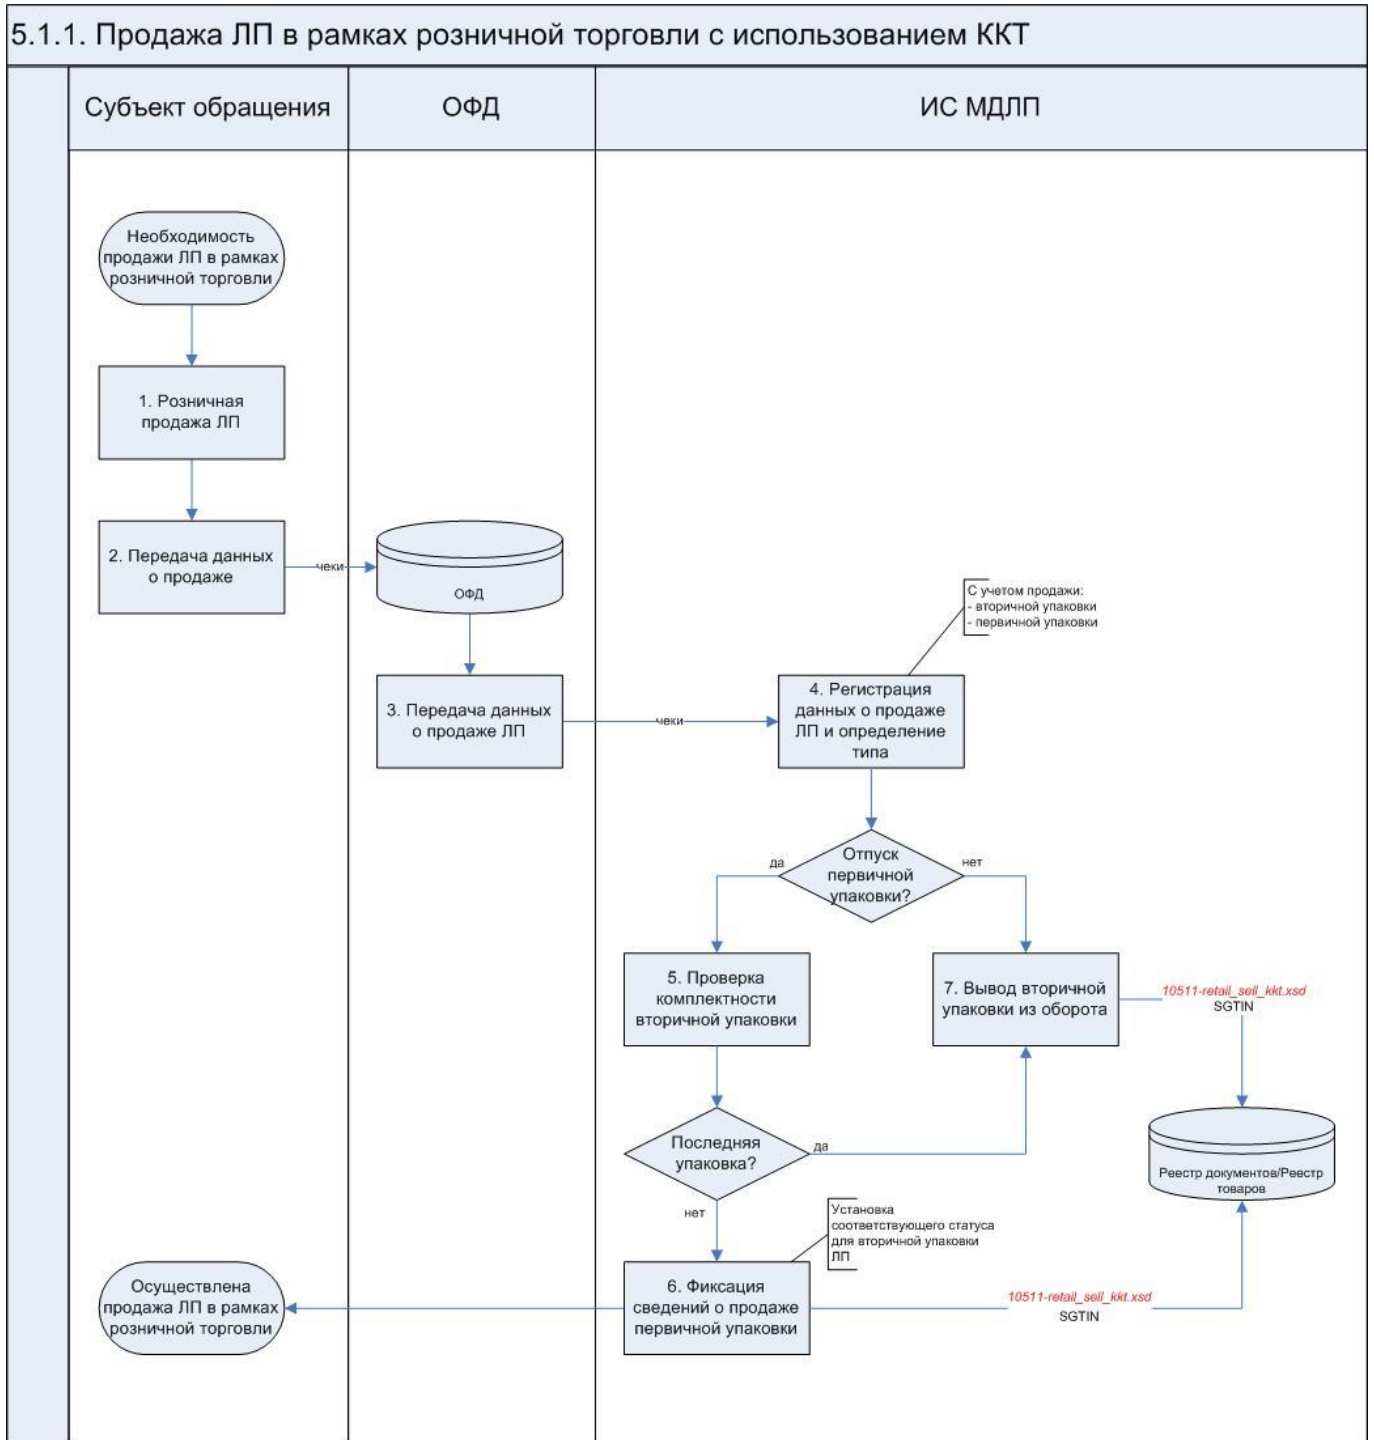 5.1.1. Продажа ЛП в рамках розничной торговли с использованием ККТ
Субъект обращения
ОФД
ИС МДЛП
Необходимость
продажи ЛП в рамках
розничной торговли
1. Розничная
продажа ЛП
2. Передача данных
о продаже
чеки
ОФД
С учетом продажи:
- вторичной упаковки
- первичной упаковки
3. Передача данных
о продаже ЛП
чеки
4. Регистрация
данных о продаже
ЛП и определение
типа
Отпуск
первичной
упаковки?
да
нет
5. Проверка
комплектности
вторичной упаковки
7. Вывод вторичной
упаковки из оборота
10511-retail_sell_kkt.xsd
SGTIN
Последняя
упаковка?
да
нет
Реестр документов/Реестр
товаров
Установка
соответствующего статуса
для вторичной упаковки
ЛП
Осуществлена
продажа ЛП в рамках
розничной торговли
6. Фиксация
сведений о продаже
первичной упаковки
10511-retail_sell_kkt.xsd
SGTIN